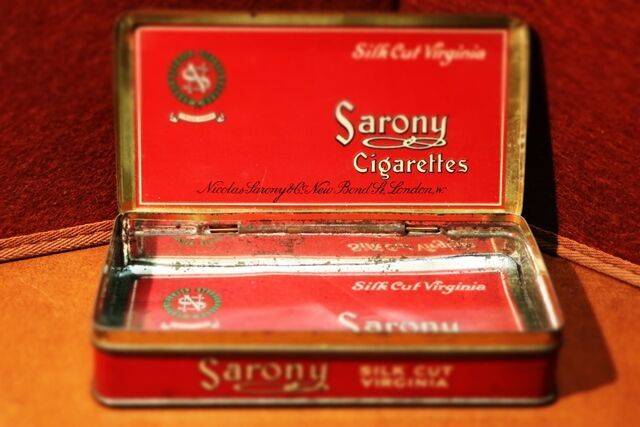 Silk Cut Virginia
Sarony
Cigarettes
Nicolas Sarony & Co. New Bond St, London, W.
Silk Cut Virginia
Sarony
Sarony
SILK CUT
VIRGINIA